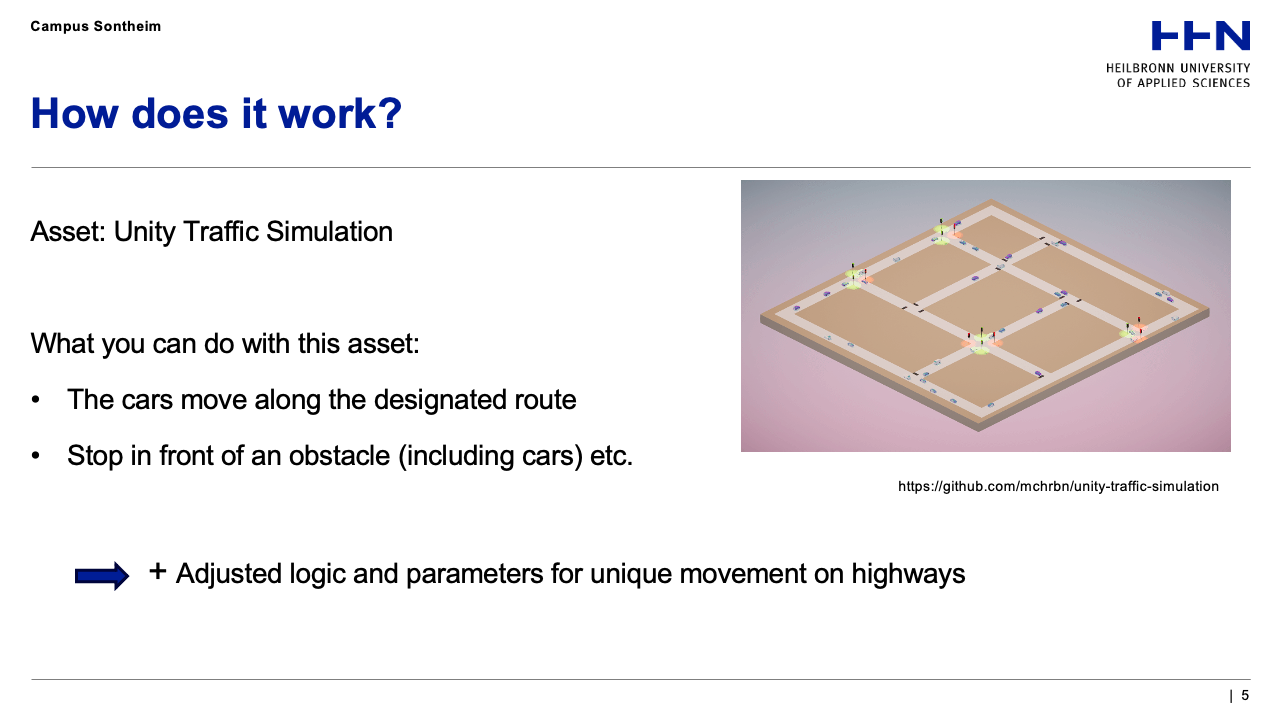 Campus Sontheim
HHN
HEILBRONN UNIVERSITY
OF APPLIED SCIENCES
How does it work?
Asset: Unity Traffic Simulation
What you can do with this asset:
• The cars move along the designated route
• Stop in front of an obstacle (including cars) etc.
https://github.com/mchrbn/unity-traffic-simulation
+ Adjusted logic and parameters for unique movement on highways
| 5